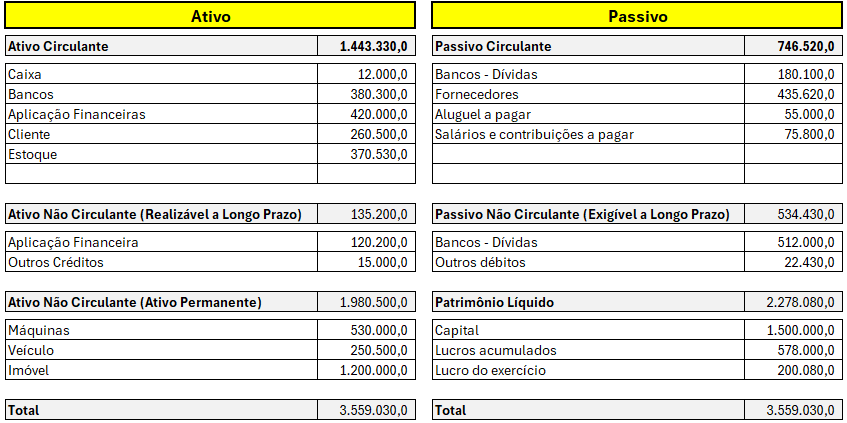 Ativo Passivo
Ativo Circulante 1.443.330,0 Passivo Circulante 746.520,0
Caixa 12.000,0 Bancos - Dívidas 180.100,0
Bancos 380.300,0 Fornecedores 435.620,0
Aplicação Financeiras 420.000,0 Aluguel a pagar 55.000,0
Cliente 260.500,0 Salários e contribuições a pagar 75.800,0
Estoque 370.530,0
Ativo Não Circulante (Realizável a Longo Prazo) 135.200,0 Passivo Não Circulante (Exigível a Longo Prazo) 534.430,0
Aplicação Financeira 120.200,0 Bancos - Dívidas 512.000,0
Outros Créditos 15.000,0 Outros débitos 22.430,0
Ativo Não Circulante (Ativo Permanente) 1.980.500,0 Patrimônio Líquido 2.278.080,0
Máquinas 530.000,0 Capital 1.500.000,0
Veículo 250.500,0 Lucros acumulados 578.000,0
Imóvel 1.200.000,0 Lucro do exercício 200.080,0
Total 3.559.030,0 Total 3.559.030,0